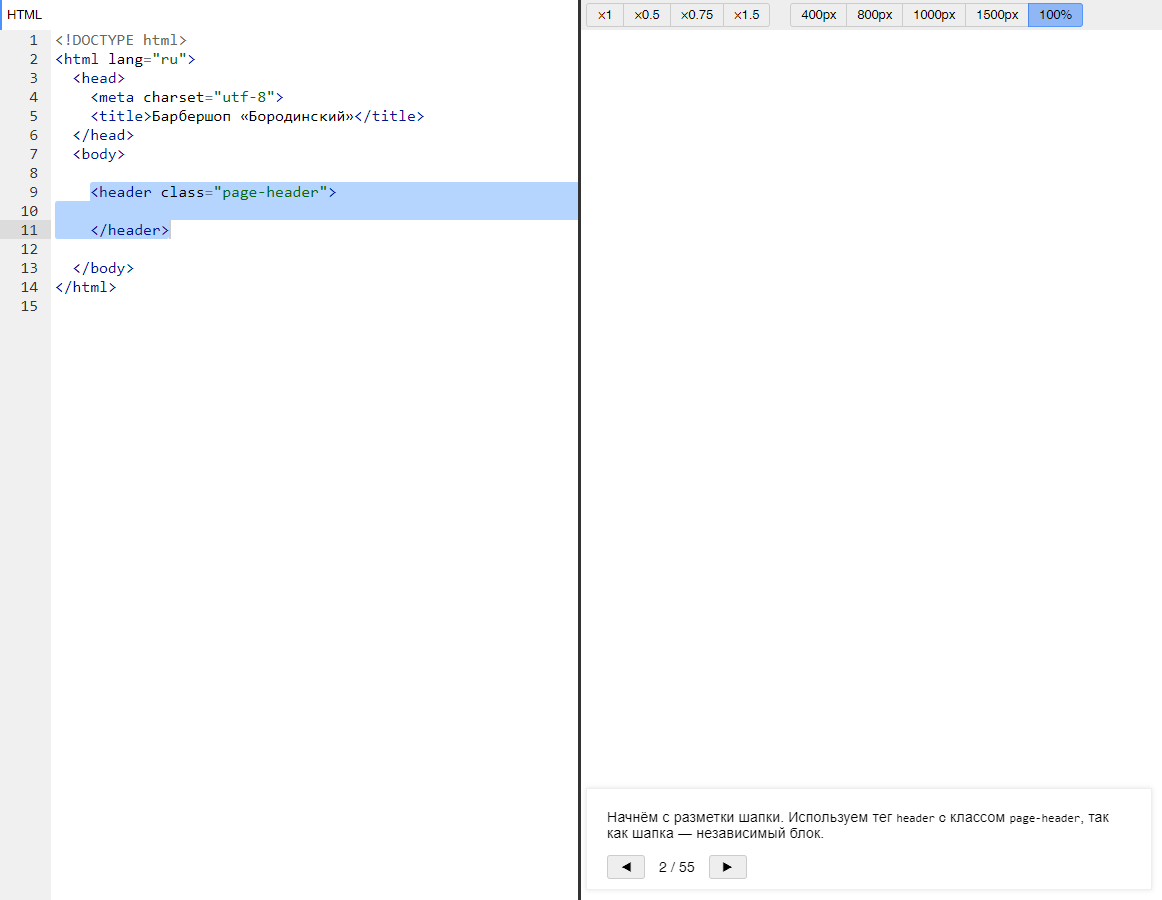 HTML
×1 ×0.5 ×0.75 ×1.5 400px 800px 1000px 1500px 100%
1 <!DOCTYPE html>
2 <html lang="ru">
3 <head>
4 <meta charset="utf-8">
5 <title>Барбершоп «Бородинский»</title>
6 </head>
7 <body>
8
9 <header class="page-header">
10
11 </header>
12
13 </body>
14 </html>
15
Начнём с разметки шапки. Используем тег header с классом page-header, так
как шапка — независимый блок.
◀ 2 / 55 ▶